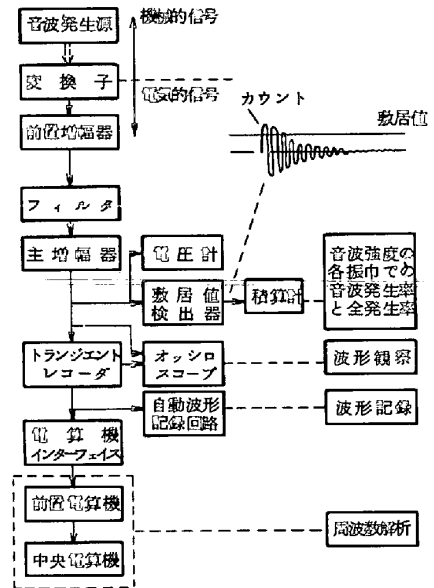 音波発生源
機械的信号
変換子
電気的信号
前置増幅器
カウント
敷居値
フィルタ
主増幅器
電圧計
敷居値
検出器
積算計
音波強度の
各振巾での
音波発生率
と全発生率
トランジエント
レコーダ
オッシロ
スコープ
波形観察
自動波形
記録回路
波形記録
電算機
インターフェイス
前置電算機
中央電算機
周波数解析